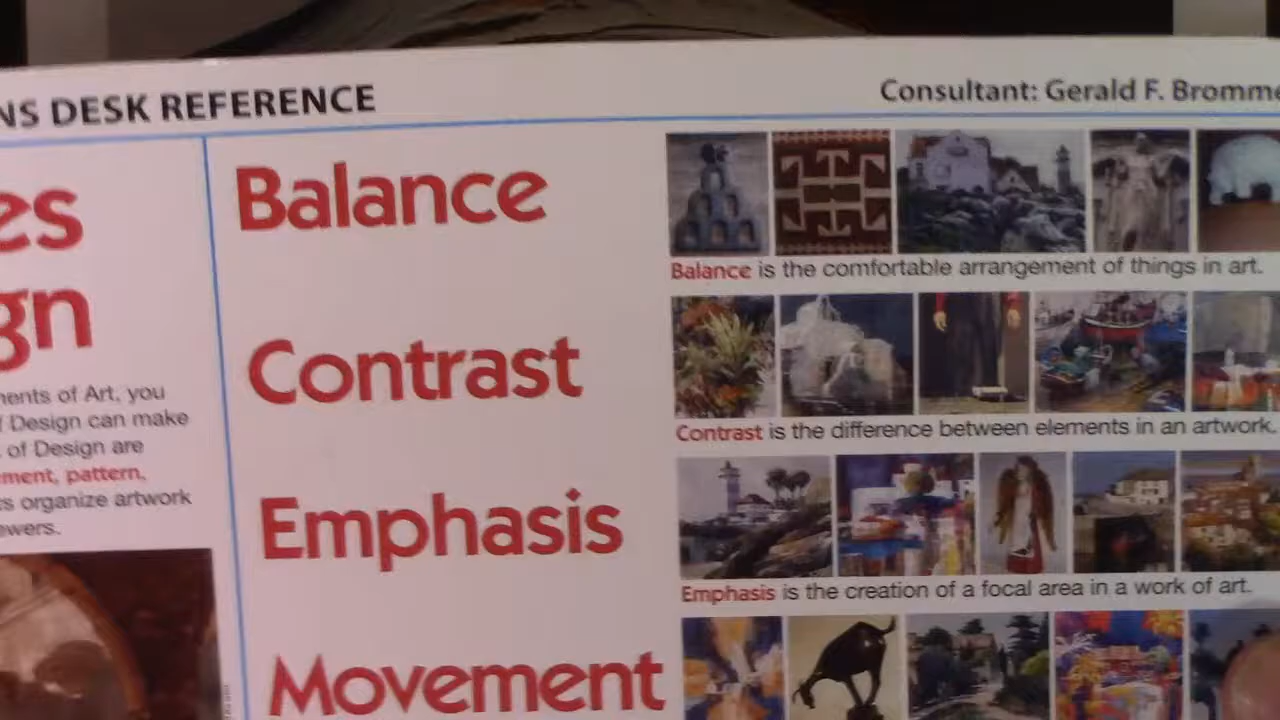 NS DESK REFERENCE
Consultant: Gerald F. Bromme
es
gn
ments of Art, you
f Design can make
of Design are
ment, pattern,
organize artwork
ewers.
Balance
Contrast
Emphasis
Movement
Balance is the comfortable arrangement of things in art.
Contrast is the difference between elements in an artwork.
Emphasis is the creation of a focal area in a work of art.